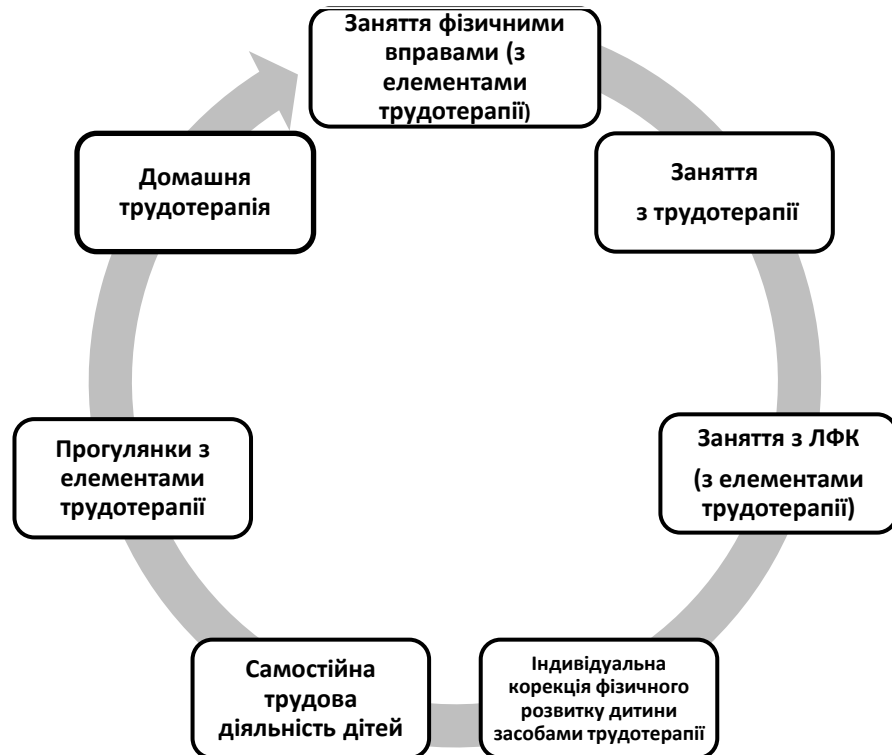 Заняття фізичними
вправами (з
елементами
трудотерапії)
Заняття
з трудотерапії
Заняття з ЛФК
(з елементами
трудотерапії)
Індивідуальна
корекція фізичного
розвитку дитини
засобами трудотерапії
Самостійна
трудова
діяльність дітей
Прогулянки з
елементами
трудотерапії
Домашня
трудотерапія